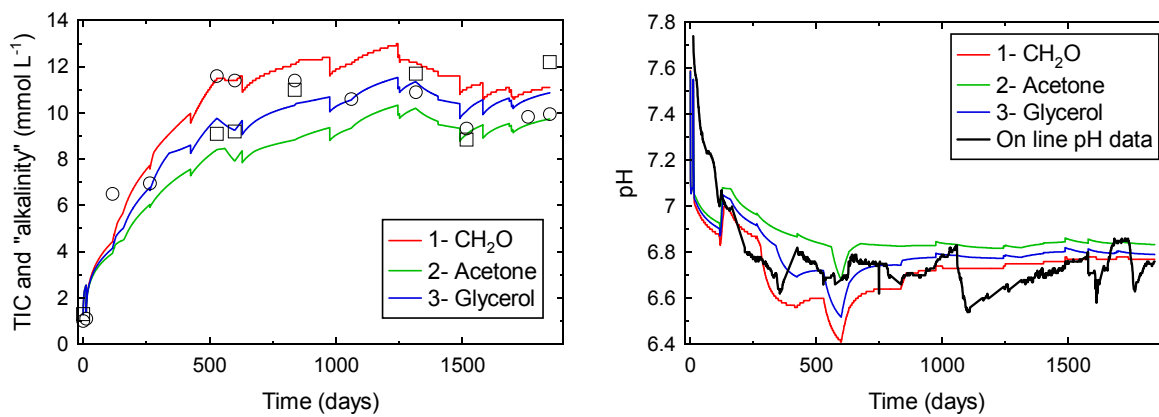 TIC and "alkalinity" (mmol L⁻¹)
14
12
10
8
6
4
2
0
0
500
1000
1500
Time (days)
1- CH₂O
2- Acetone
3- Glycerol
pH
7.8
7.6
7.4
7.2
7
6.8
6.6
6.4
0
500
1000
1500
Time (days)
1- CH₂O
2- Acetone
3- Glycerol
On line pH data